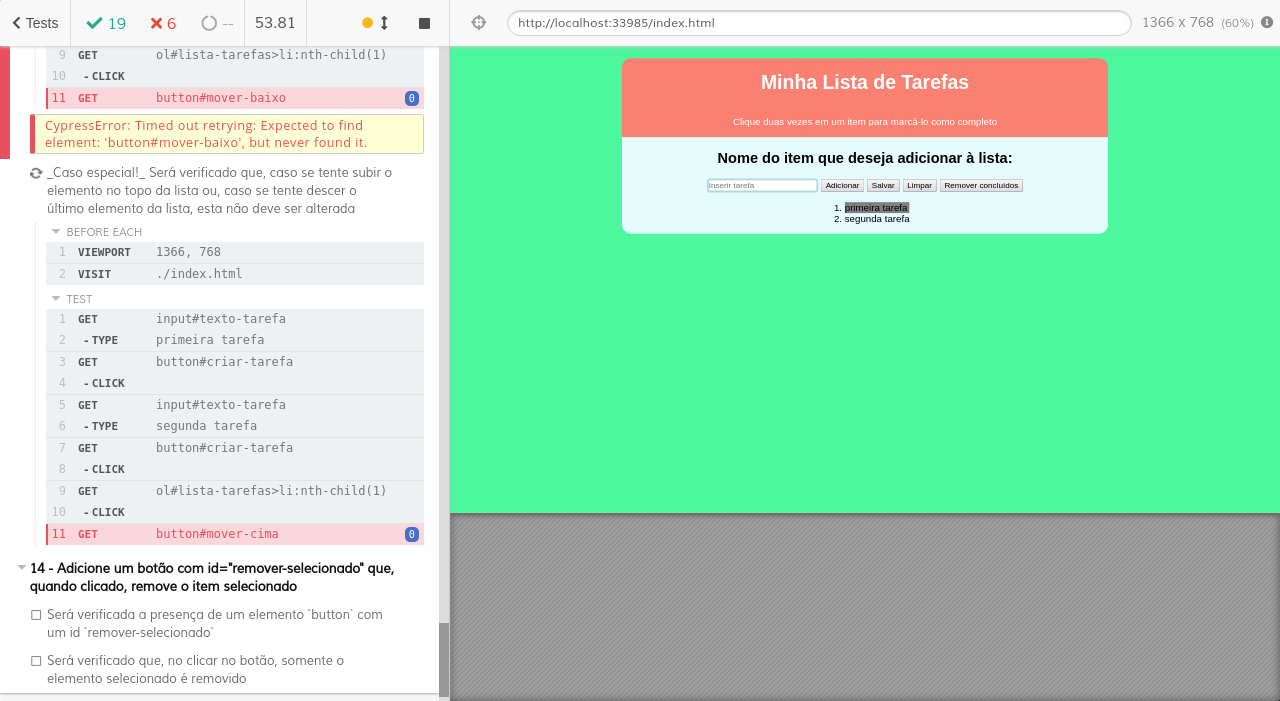 Tests 19 6 -- 53.81
9 GET ol#lista-tarefas>li:nth-child(1)
10 -CLICK
11 GET button#mover-baixo 0
CypressError: Timed out retrying: Expected to find
element: 'button#mover-baixo', but never found it.
_Caso especial!_ Será verificado que, caso se tente subir o
elemento no topo da lista ou, caso se tente descer o
último elemento da lista, esta não deve ser alterada
BEFORE EACH
1 VIEWPORT 1366, 768
2 VISIT ./index.html
TEST
1 GET input#texto-tarefa
2 -TYPE primeira tarefa
3 GET button#criar-tarefa
4 -CLICK
5 GET input#texto-tarefa
6 -TYPE segunda tarefa
7 GET button#criar-tarefa
8 -CLICK
9 GET ol#lista-tarefas>li:nth-child(1)
10 -CLICK
11 GET button#mover-cima 0
14 - Adicione um botão com id="remover-selecionado" que,
quando clicado, remove o item selecionado
Será verificada a presença de um elemento `button` com
um id `remover-selecionado`
Será verificado que, no clicar no botão, somente o
elemento selecionado é removido
http://localhost:33985/index.html 1366 x 768 (60%)
Minha Lista de Tarefas
Clique duas vezes em um item para marcá-lo como completo
Nome do item que deseja adicionar à lista:
Inserir tarefa Adicionar Salvar Limpar Remover concluídos
1. primeira tarefa
2. segunda tarefa